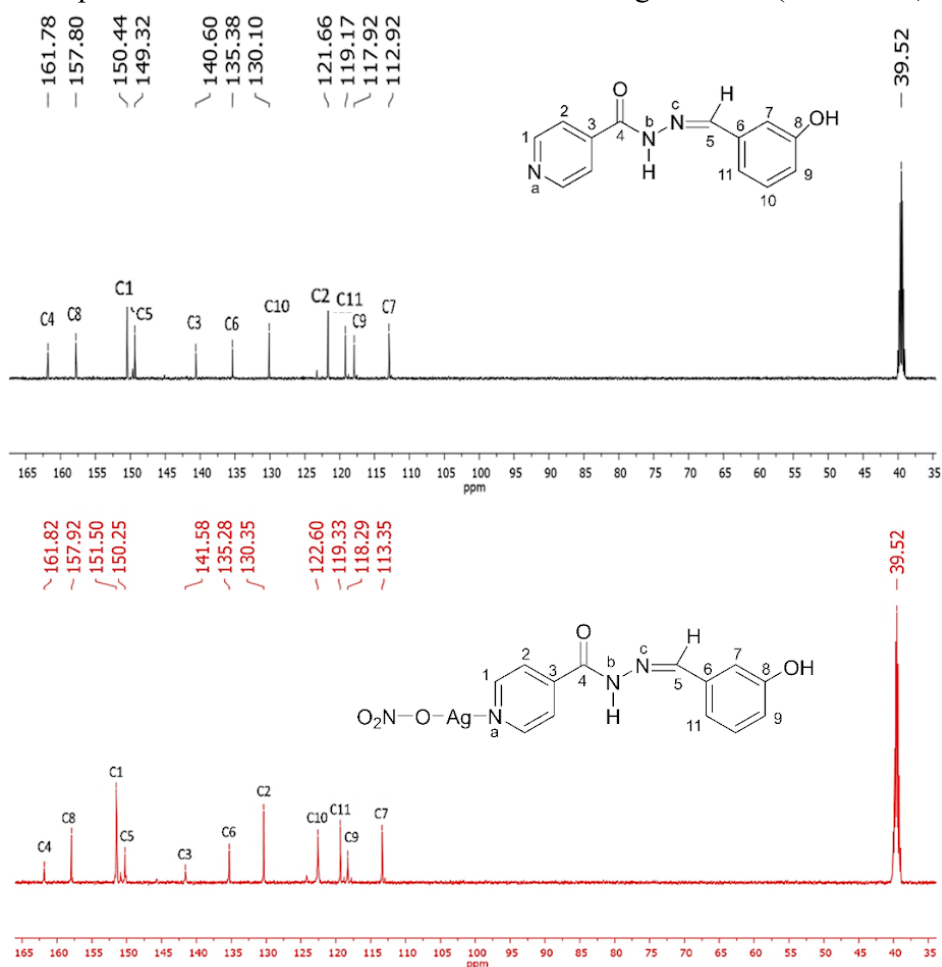 161.78
157.80
150.44
149.32
140.60
135.38
130.10
121.66
119.17
117.92
112.92
39.52
H
O
N
c
7
8
OH
2
b
6
1
3
4
N
5
H
11
9
N
a
10
C4
C8
C1
C5
C3
C6
C10
C2
C11
C9
C7
165 160 155 150 145 140 135 130 125 120 115 110 105 100 95 90 85 80 75 70 65 60 55 50 45 40 35
ppm
161.82
157.92
151.50
150.25
141.58
135.28
130.35
122.60
119.33
118.29
113.35
39.52
O
H
N
c
7
8
OH
2
b
6
1
3
4
N
5
H
11
9
O₂N
O
Ag
N
a
C4
C8
C1
C5
C3
C6
C2
C10
C11
C9
C7
165 160 155 150 145 140 135 130 125 120 115 110 105 100 95 90 85 80 75 70 65 60 55 50 45 40 35
ppm